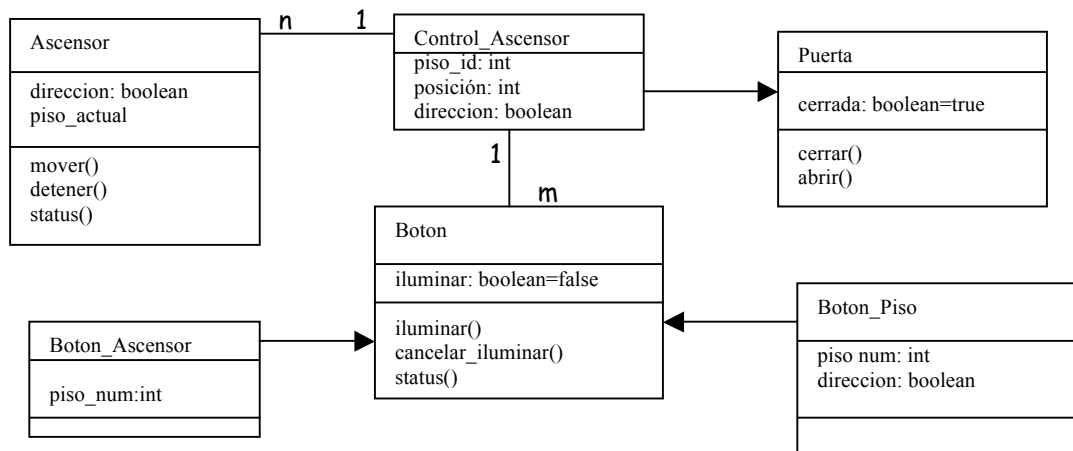 Ascensor
direccion: boolean
piso_actual
mover()
detener()
status()
n
1
Control_Ascensor
piso_id: int
posición: int
direccion: boolean
Puerta
cerrada: boolean=true
cerrar()
abrir()
1
m
Boton
iluminar: boolean=false
iluminar()
cancelar_iluminar()
status()
Boton_Ascensor
piso_num:int
Boton_Piso
piso num: int
direccion: boolean